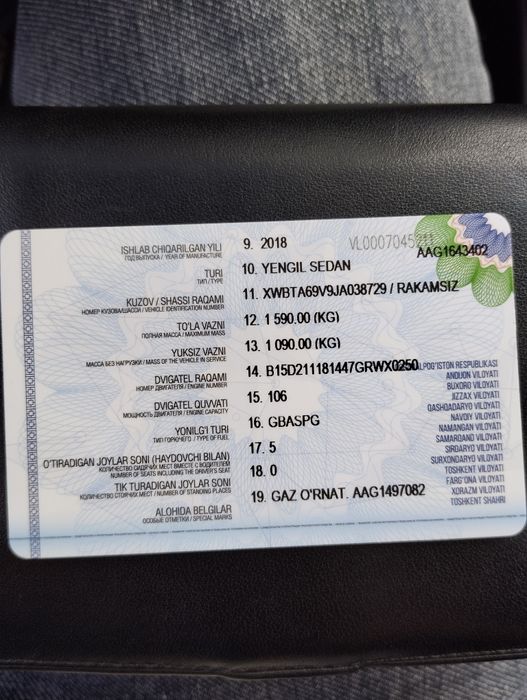 ISHLAB CHIQARILGAN YILI 9. 2018
ГОД ВЫПУСКА / YEAR OF MANUFACTURE
AAG1643402
TURI 10. YENGIL SEDAN
ТИП / TYPE
KUZOV / SHASSI RAQAMI 11. XWBTA69V9JA038729 / RAKAMSIZ
НОМЕР КУЗОВА/ШАССИ / VEHICLE IDENTIFICATION NUMBER
TO'LA VAZNI 12. 1 590.00 (KG)
ПОЛНАЯ МАССА / MAXIMUM MASS
YUKSIZ VAZNI 13. 1 090.00 (KG)
МАССА БЕЗ НАГРУЗКИ / MASS OF THE VEHICLE IN SERVICE
DVIGATEL RAQAMI 14. B15D211181447GRWX0250
НОМЕР ДВИГАТЕЛЯ / ENGINE NUMBER
DVIGATEL QUVVATI 15. 106
МОЩНОСТЬ ДВИГАТЕЛЯ / ENGINE CAPACITY
YONILG'I TURI 16. GBASPG
ТИП ГОРЮЧЕГО / TYPE OF FUEL
O'TIRADIGAN JOYLAR SONI (HAYDOVCHI BILAN) 17. 5
КОЛИЧЕСТВО СИДЯЧИХ МЕСТ ВМЕСТЕ С ВОДИТЕЛЕМ
NUMBER OF SEATS INCLUDING THE DRIVER'S SEAT
TIK TURADIGAN JOYLAR SONI 18. 0
КОЛИЧЕСТВО СТОЯЧИХ МЕСТ / NUMBER OF STANDING PLACES
ALOHIDA BELGILAR 19. GAZ O'RNAT. AAG1497082
ОСОБЫЕ ОТМЕТКИ / SPECIAL MARKS
RESPUBLIKASI
ANDIJON VILOYATI
BUXORO VILOYATI
JIZZAX VILOYATI
QASHQADARYO VILOYATI
NAVOIY VILOYATI
NAMANGAN VILOYATI
SAMARQAND VILOYATI
SIRDARYO VILOYATI
SURXONDARYO VILOYATI
TOSHKENT VILOYATI
FARG'ONA VILOYATI
XORAZM VILOYATI
TOSHKENT SHAHRI